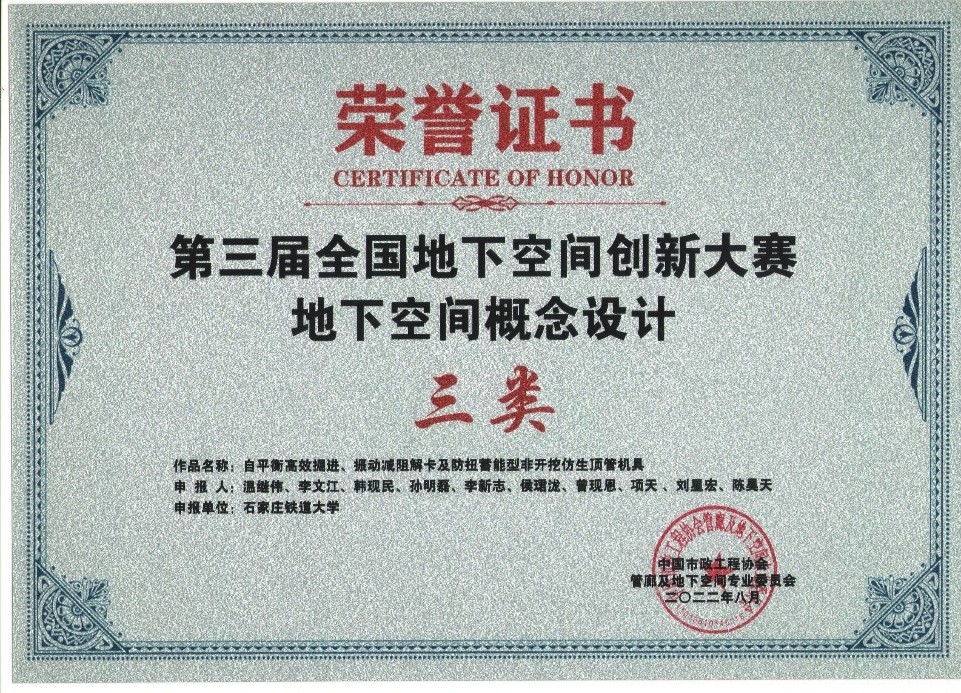 荣誉证书
CERTIFICATE OF HONOR
第三届全国地下空间创新大赛
地下空间概念设计
三类
作品名称：自平衡高效掘进、振动减阻解卡及防扭蓄能型非开挖仿生顶管机具
申 报 人：温继伟、李文江、韩现民、孙明磊、李新志、侯珺泷、曾现恩、项天 、刘星宏、陈昊天
申报单位：石家庄铁道大学
中国市政工程协会
管廊及地下空间专业委员会
二〇二二年八月